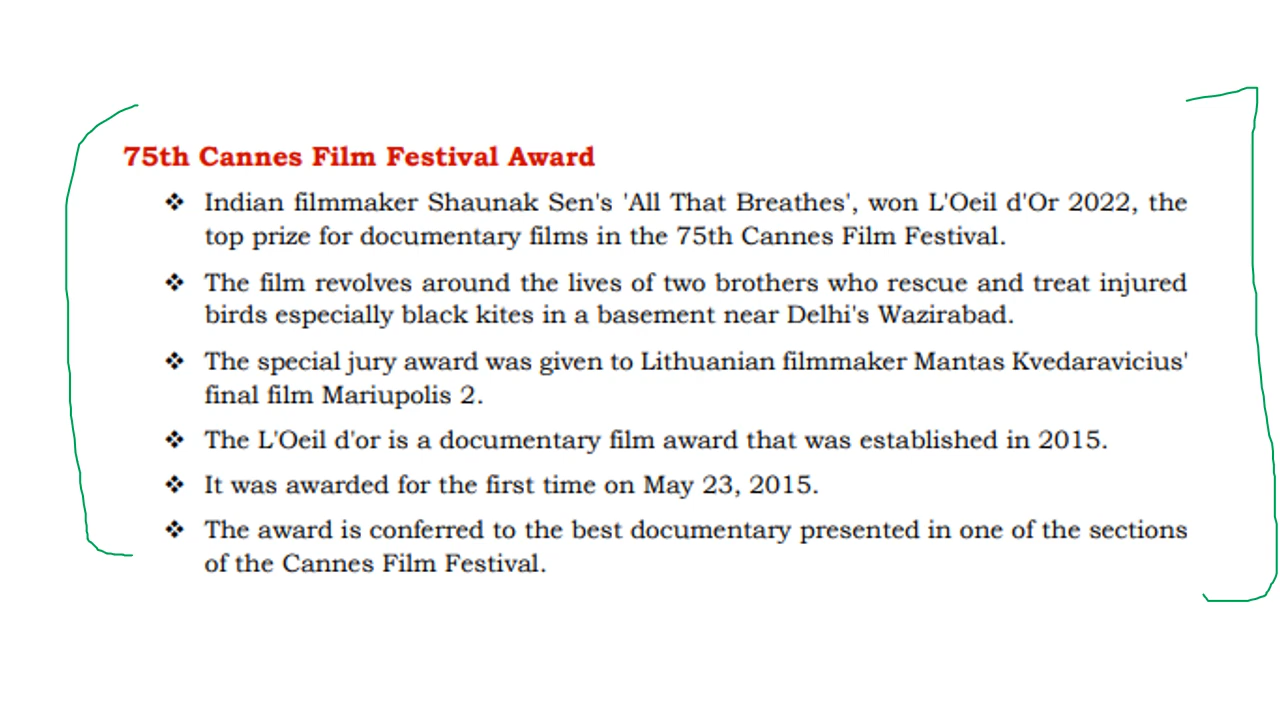 75th Cannes Film Festival Award
❖ Indian filmmaker Shaunak Sen's 'All That Breathes', won L'Oeil d'Or 2022, the
top prize for documentary films in the 75th Cannes Film Festival.
❖ The film revolves around the lives of two brothers who rescue and treat injured
birds especially black kites in a basement near Delhi's Wazirabad.
❖ The special jury award was given to Lithuanian filmmaker Mantas Kvedaravicius'
final film Mariupolis 2.
❖ The L'Oeil d'or is a documentary film award that was established in 2015.
❖ It was awarded for the first time on May 23, 2015.
❖ The award is conferred to the best documentary presented in one of the sections
of the Cannes Film Festival.